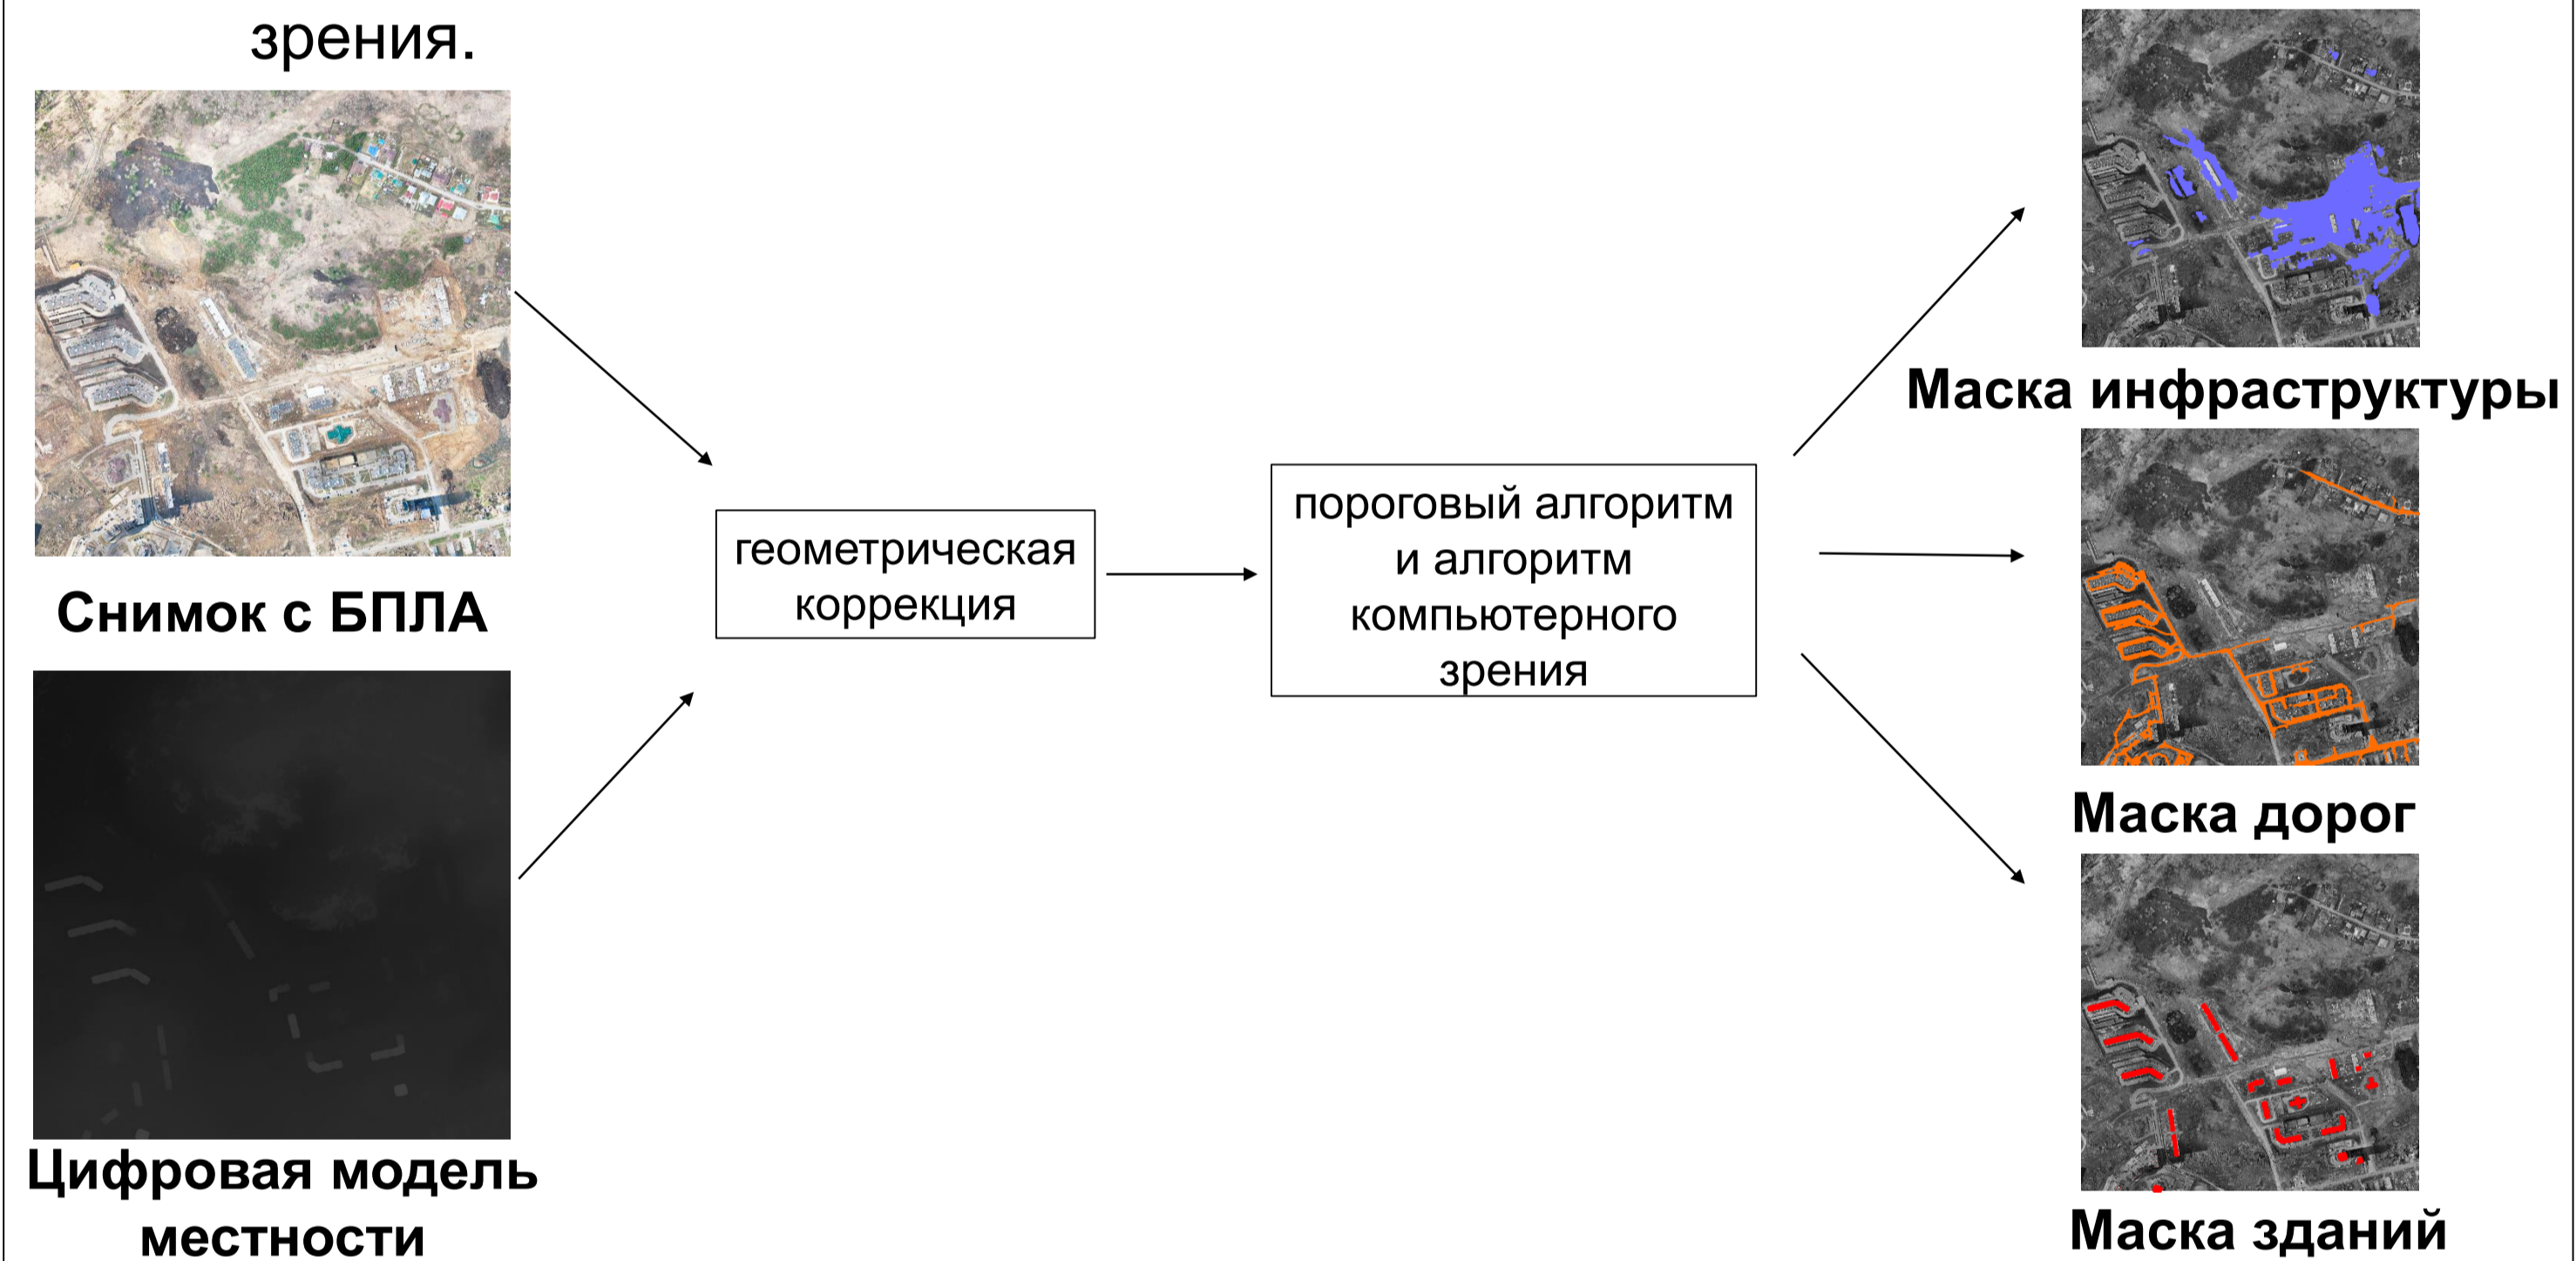 зрения.
Снимок с БПЛА
Цифровая модель
местности
геометрическая
коррекция
пороговый алгоритм
и алгоритм
компьютерного
зрения
Маска инфраструктуры
Маска дорог
Маска зданий